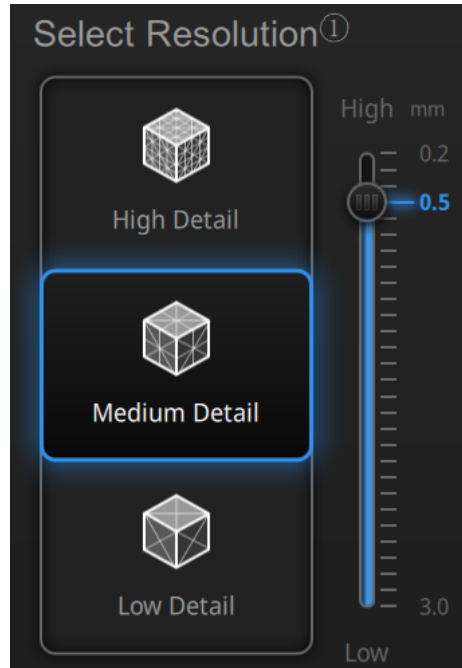 Select Resolution①
High mm
0.2
High Detail
0.5
Medium Detail
Low Detail
3.0
Low